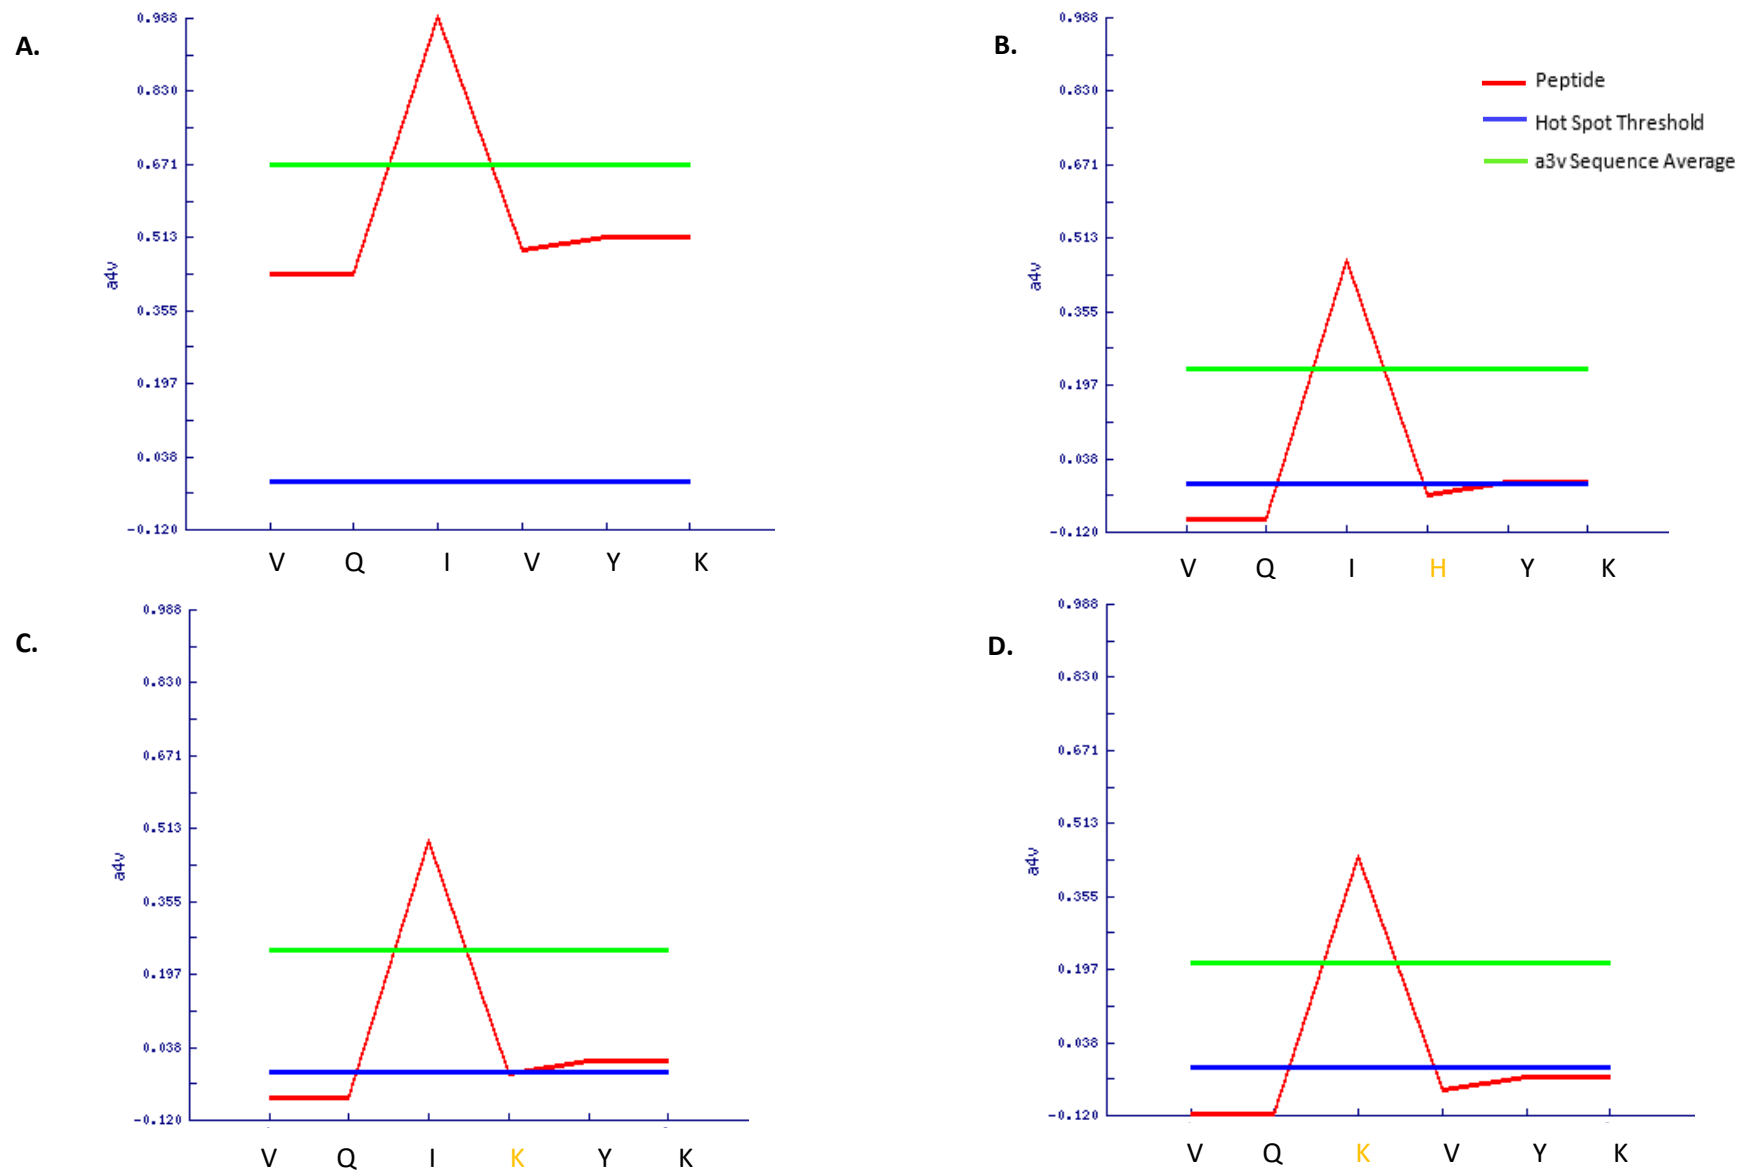 A.
0.988
0.830
0.671
0.513
0.355
0.197
0.038
-0.120
a4v
V Q I V Y K
B.
0.988
0.830
0.671
0.513
0.355
0.197
0.038
-0.120
a4v
Peptide
Hot Spot Threshold
a3v Sequence Average
V Q I H Y K
C.
0.988
0.830
0.671
0.513
0.355
0.197
0.038
-0.120
a4v
V Q I K Y K
D.
0.988
0.830
0.671
0.513
0.355
0.197
0.038
-0.120
a4v
V Q K V Y K